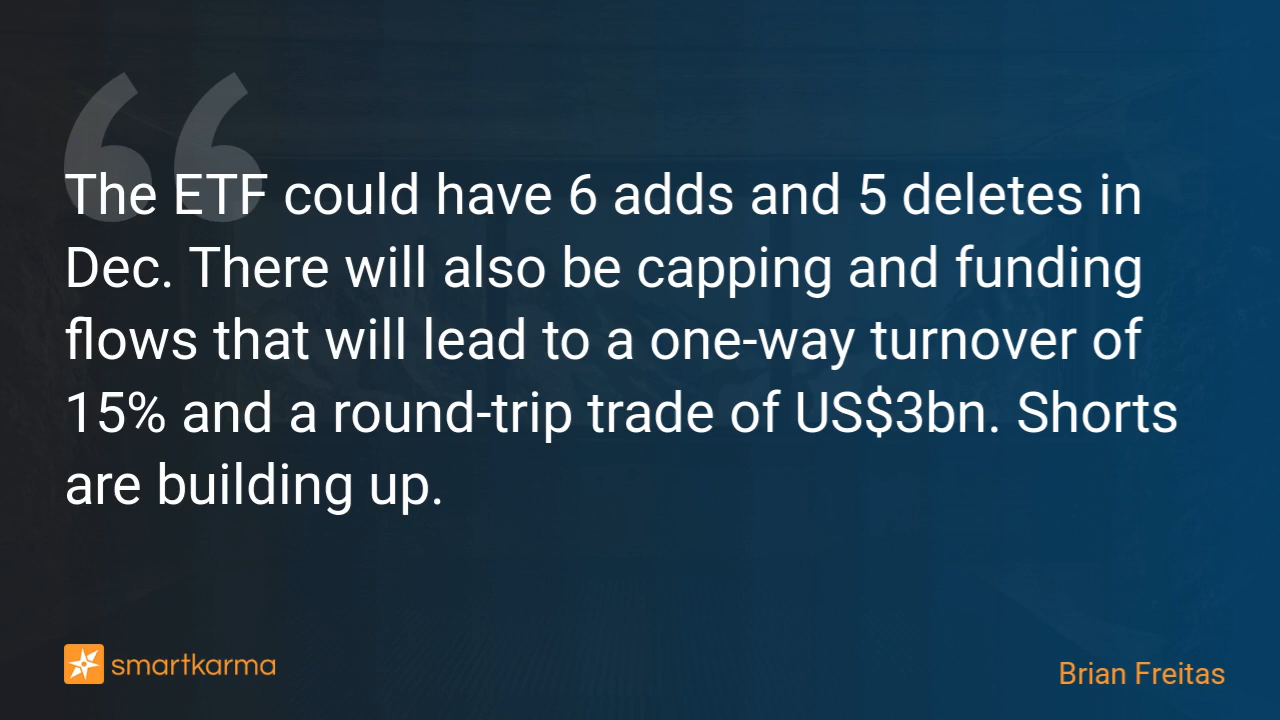 The ETF could have 6 adds and 5 deletes in
Dec. There will also be capping and funding
flows that will lead to a one-way turnover of
15% and a round-trip trade of US$3bn. Shorts
are building up.
smartkarma
Brian Freitas